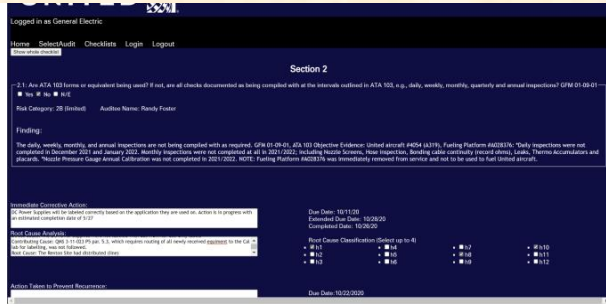 UNITED
Logged in as General Electric
Home SelectAudit Checklists Login Logout
Show whole checklist
Section 2
2.1: Are ATA 103 forms or equivalent being used? If not, are all checks documented as being compiled with at the intervals outlined in ATA 103, e.g., daily, weekly, monthly, quarterly and annual inspections? GFM 01-09-01
Yes No N/E
Risk Category: 2B (limited) Auditee Name: Randy Foster
Finding:
The daily, weekly, monthly, and annual inspections are not being complied with as required. GFM 01-09-01, ATA 103 Objective Evidence: United aircraft #4054 (A319), Fueling Platform #A028376: *Daily inspections were not
completed in December 2021 and January 2022. Monthly inspections were not completed at all in 2021/2022; including Nozzle Screens, Hose inspection, Bonding cable continuity (record ohms), Leaks, Thermo Accumulators and
placards. *Nozzle Pressure Gauge Annual Calibration was not completed in 2021/2022. NOTE: Fueling Platform #A028376 was immediately removed from service and not to be used to fuel United aircraft.
Immediate Corrective Action:
DC Power Supplies will be labeled correctly based on the application they are used on. Action is in progress with
an estimated completion date of 5/27
Due Date: 10/11/20
Extended Due Date: 10/28/20
Completed Date: 10/26/20
Root Cause Analysis:
Contributing Cause: QMS 3-11-023 PS par. 5.3, which requires routing of all newly received equipment to the Cal
lab for labelling, was not followed.
Root Cause: The Renton Site had distributed (line)
Root Cause Classification (Select up to 4)
h1 h4 h7 h10
h2 h5 h8 h11
h3 h6 h9 h12
Action Taken to Prevent Recurrence:
Due Date: 10/22/2020